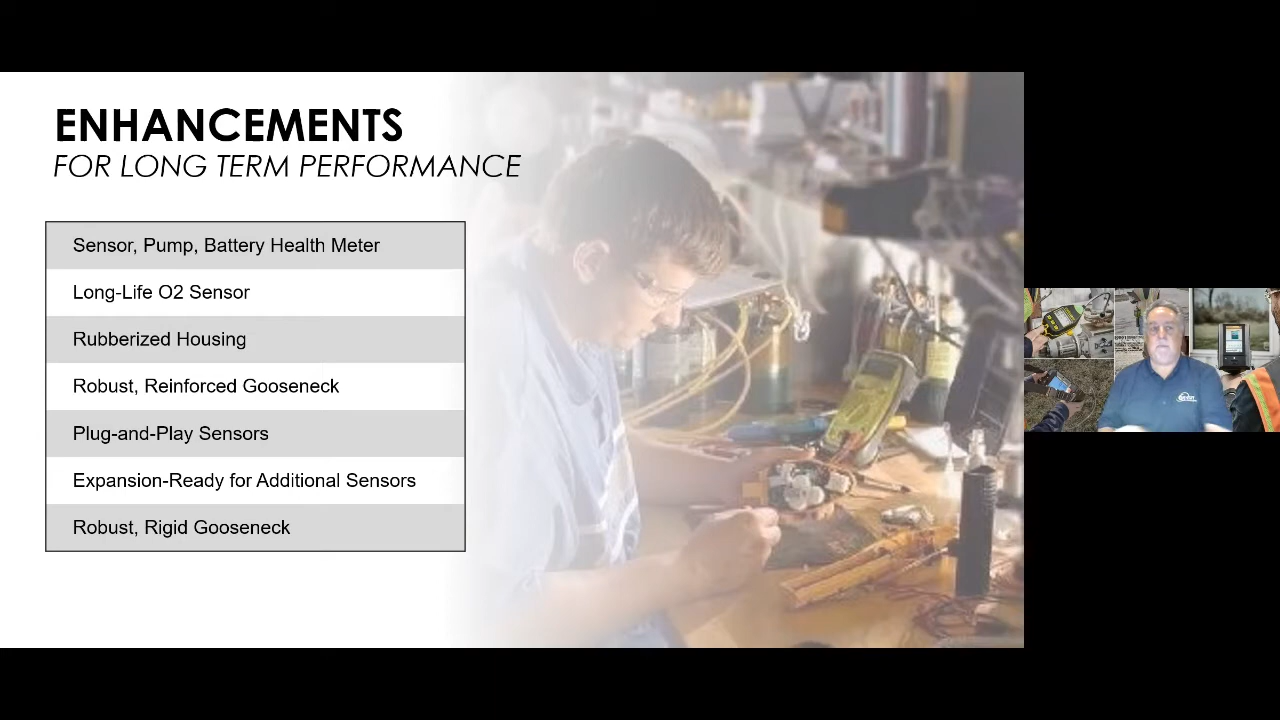 ENHANCEMENTS
FOR LONG TERM PERFORMANCE
Sensor, Pump, Battery Health Meter
Long-Life O2 Sensor
Rubberized Housing
Robust, Reinforced Gooseneck
Plug-and-Play Sensors
Expansion-Ready for Additional Sensors
Robust, Rigid Gooseneck